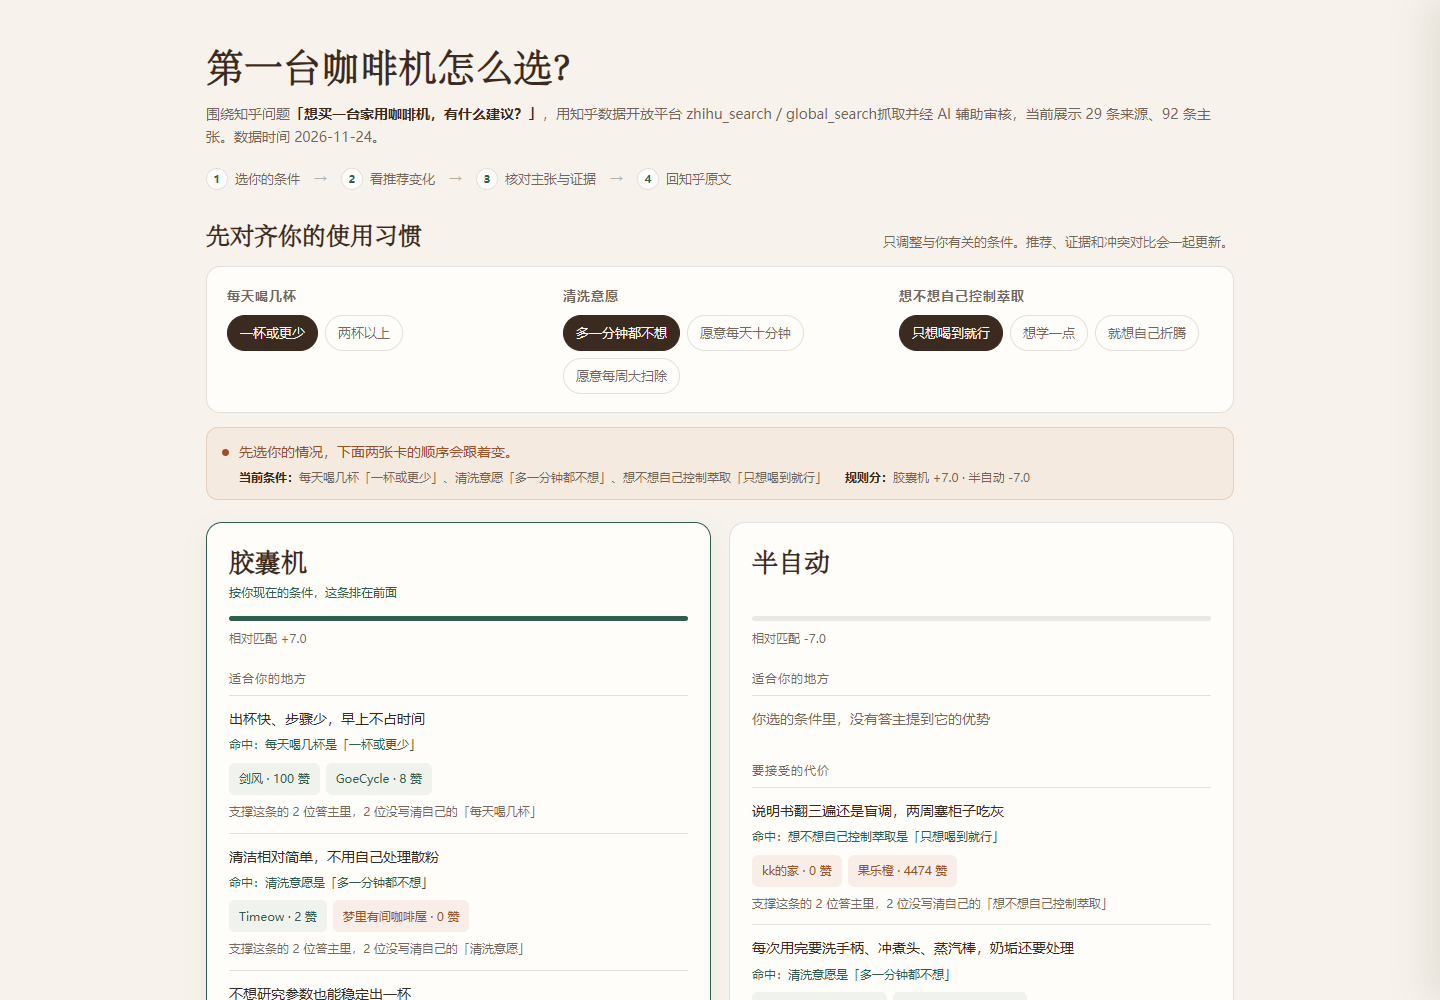 第一台咖啡机怎么选?
围绕知乎问题「想买一台家用咖啡机，有什么建议？」，用知乎数据开放平台 zhihu_search / global_search抓取并经 AI 辅助审核，当前展示 29 条来源、92 条主
张。数据时间 2026-11-24。
1 选你的条件 → 2 看推荐变化 → 3 核对主张与证据 → 4 回知乎原文
先对齐你的使用习惯
只调整与你有关的条件。推荐、证据和冲突对比会一起更新。
每天喝几杯
一杯或更少 两杯以上
清洗意愿
多一分钟都不想 愿意每天十分钟
愿意每周大扫除
想不想自己控制萃取
只想喝到就行 想学一点 就想自己折腾
先选你的情况，下面两张卡的顺序会跟着变。
当前条件：每天喝几杯「一杯或更少」、清洗意愿「多一分钟都不想」、想不想自己控制萃取「只想喝到就行」 规则分：胶囊机 +7.0 · 半自动 -7.0
胶囊机
按你现在的条件，这条排在前面
相对匹配 +7.0
适合你的地方
出杯快、步骤少，早上不占时间
命中：每天喝几杯是「一杯或更少」
剑风 · 100 赞 GoeCycle · 8 赞
支撑这条的 2 位答主里，2 位没写清自己的「每天喝几杯」
清洁相对简单，不用自己处理散粉
命中：清洗意愿是「多一分钟都不想」
Timeow · 2 赞 梦里有间咖啡屋 · 0 赞
支撑这条的 2 位答主里，2 位没写清自己的「清洗意愿」
不想研究参数也能稳定出一杯
半自动
相对匹配 -7.0
适合你的地方
你选的条件里，没有答主提到它的优势
要接受的代价
说明书翻三遍还是盲调，两周塞柜子吃灰
命中：想不想自己控制萃取是「只想喝到就行」
kk的家 · 0 赞 果乐橙 · 4474 赞
支撑这条的 2 位答主里，2 位没写清自己的「想不想自己控制萃取」
每次用完要洗手柄、冲煮头、蒸汽棒，奶垢还要处理
命中：清洗意愿是「多一分钟都不想」